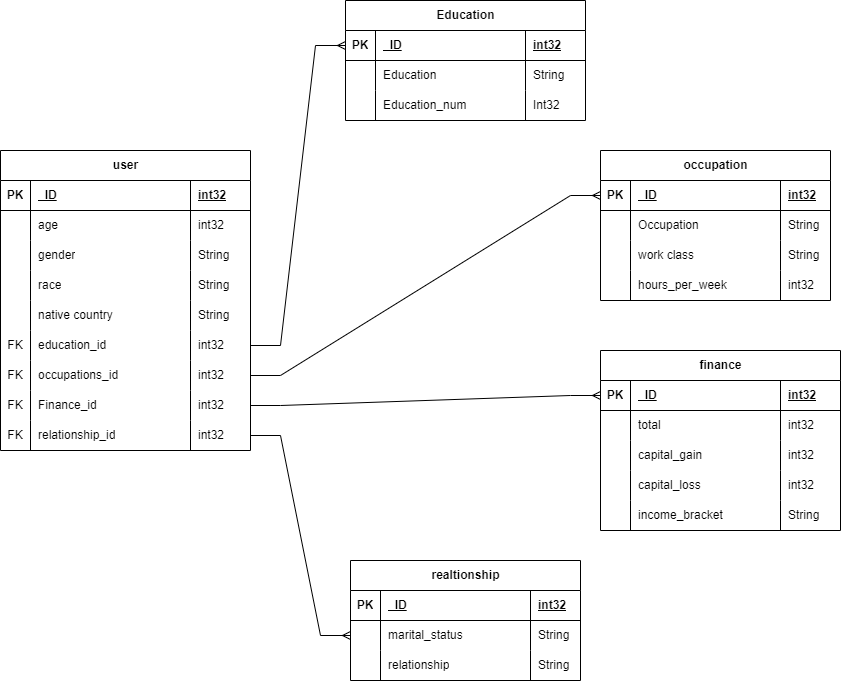 Education
PK _ID int32
Education String
Education_num Int32
user
PK _ID int32
age int32
gender String
race String
native country String
FK education_id int32
FK occupations_id int32
FK Finance_id int32
FK relationship_id int32
occupation
PK _ID int32
Occupation String
work class String
hours_per_week int32
finance
PK _ID int32
total int32
capital_gain int32
capital_loss int32
income_bracket String
realtionship
PK _ID int32
marital_status String
relationship String